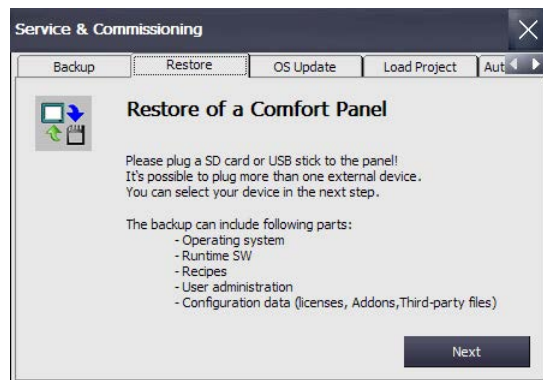 Service & Commissioning
Backup
Restore
OS Update
Load Project
Aut
Restore of a Comfort Panel
Please plug a SD card or USB stick to the panel!
It's possible to plug more than one external device.
You can select your device in the next step.
The backup can include following parts:
- Operating system
- Runtime SW
- Recipes
- User administration
- Configuration data (licenses, Addons,Third-party files)
Next